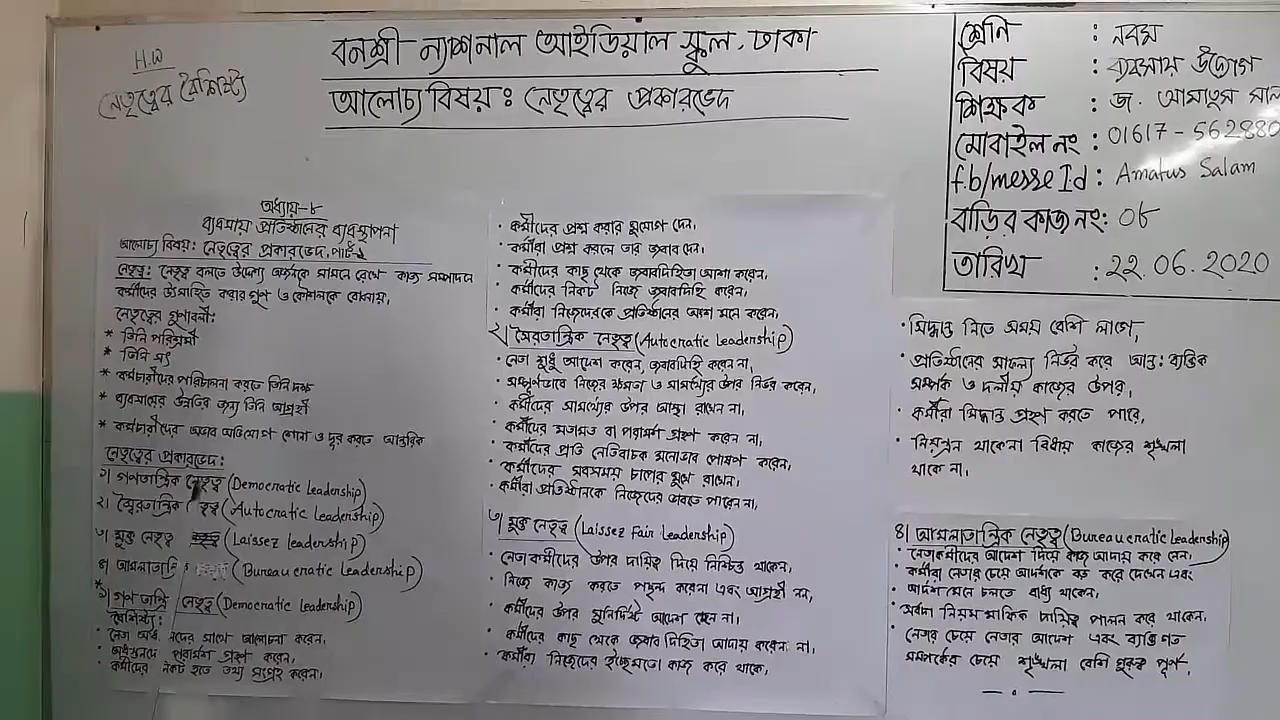 H.W
নেতৃত্বের বৈশিষ্ট্য
বনশ্রী ন্যাশনাল আইডিয়াল স্কুল, ঢাকা
আলোচ্য বিষয়ঃ নেতৃত্বের প্রকারভেদ
শ্রেনি : নবম
বিষয় : ব্যবসায় উদ্যোগ
শিক্ষক : জ. আমাতুস সাল
মোবাইল নং : 01617-562880
f.b/messe Id : Amatus Salam
বাড়ির কাজ নং: ০৮
তারিখ : ২২.06.2020
অধ্যায়-৮
ব্যবসায় প্রতিষ্ঠানের ব্যবস্থাপনা
আলোচ্য বিষয়: নেতৃত্বের প্রকারভেদ, পার্ট-২
নেতৃত্ব: নেতৃত্ব বলতে উদ্দেশ্য অর্জনকে সামনে রেখে কাজ সম্পাদনে
কর্মীদের উৎসাহিত করার গুণ ও কৌশলকে বোঝায়,
নেতৃত্বের গুণাবলী:
* তিনি পরিশ্রমী
* তিনি সৎ
* কর্মচারীদের পরিচালনা করতে তিনি দক্ষ
* ব্যবসায়ের উন্নতির জন্য তিনি আগ্রহী
* কর্মচারীদের অভাব অভিযোগ শোনা ও দূর করতে আন্তরিক
নেতৃত্বের প্রকারভেদ:
১) গণতান্ত্রিক নেতৃত্ব (Democratic Leadership)
২। স্বৈরতান্ত্রিক তৃত্ব (Autocratic Leadership)
৩) মুক্ত নেতৃত্ব (Laissez Leadership)
৪) আমলাতান্ত্রি (Bureaucratic Leadership)
*১) গণতান্ত্রি নেতৃত্ব (Democratic Leadership)
বৈশিষ্ট্য:
· নেতা অধ নদের সাথে আলোচনা করেন,
· অধস্তনদে পরামর্শ গ্রহণ করেন,
· কর্মীদের নিকট হতে তথ্য সংগ্রহ করেন,
· কর্মীদের প্রশ্ন করার সুযোগ দেন,
· কর্মীরা প্রশ্ন করলে তার জবাব দেন,
· কর্মীদের কাছ থেকে জবাবদিহিতা আশা করেন,
· কর্মীদের নিকট নিজে জবাবদিহি করেন,
· কর্মীরা নিজেদেরকে প্রতিষ্ঠানের অংশ মনে করেন,
২) স্বৈরতান্ত্রিক নেতৃত্ব (Autocratic Leadership)
· নেতা শুধু আদেশ করেন, জবাবদিহি করেন না,
· সম্পূর্ণভাবে নিজের ক্ষমতা ও সামর্থ্যের উপর নির্ভর করেন,
· কর্মীদের সামর্থ্যের উপর আস্থা রাখেন না,
· কর্মীদের মতামত বা পরামর্শ গ্রহণ করেন না,
· কর্মীদের প্রতি নেতিবাচক মনোভাব পোষণ করেন,
· কর্মীদের সবসময় চাপের মুখে রাখেন,
· কর্মীরা প্রতিষ্ঠানকে নিজেদের ভাবতে পারেন না,
৩) মুক্ত নেতৃত্ব (Laissez Fair Leadership)
· নেতা কর্মীদের উপর দায়িত্ব দিয়ে নিশ্চিন্ত থাকেন,
· নিজে কাজ করতে পছন্দ করেনা এবং আগ্রহী নন,
· কর্মীদের উপর সুনির্দিষ্ট আদেশ দেন না,
· কর্মীদের কাছ থেকে জবাবদিহিতা আদায় করেন না,
· কর্মীরা নিজেদের ইচ্ছেমতো কাজ করে থাকে,
· সিদ্ধান্ত নিতে সময় বেশি লাগে,
· প্রতিষ্ঠানের সাফল্য নির্ভর করে আন্ত: ব্যক্তিক
সম্পর্ক ও দলীয় কাজের উপর,
· কর্মীরা সিদ্ধান্ত গ্রহণ করতে পারে,
· নিয়ন্ত্রন থাকেনা বিধায় কাজের শৃঙ্খলা
থাকে না,
৪) আমলাতান্ত্রিক নেতৃত্ব (Bureaucratic Leadership)
· নেতা কর্মীদের আদেশ দিয়ে কাজ আদায় করে নেন,
· কর্মীরা নেতার চেয়ে আদর্শকে বড় করে দেখেন এবং
· আদর্শ মেনে চলতে বাধ্য থাকেন,
· সর্বদা নিয়ম মাফিক দায়িত্ব পালন করে থাকেন,
· নেতার চেয়ে নেতার আদেশ এবং ব্যক্তিগত
সম্পর্কের চেয়ে শৃঙ্খলা বেশি গুরুত্ব পূর্ণ,